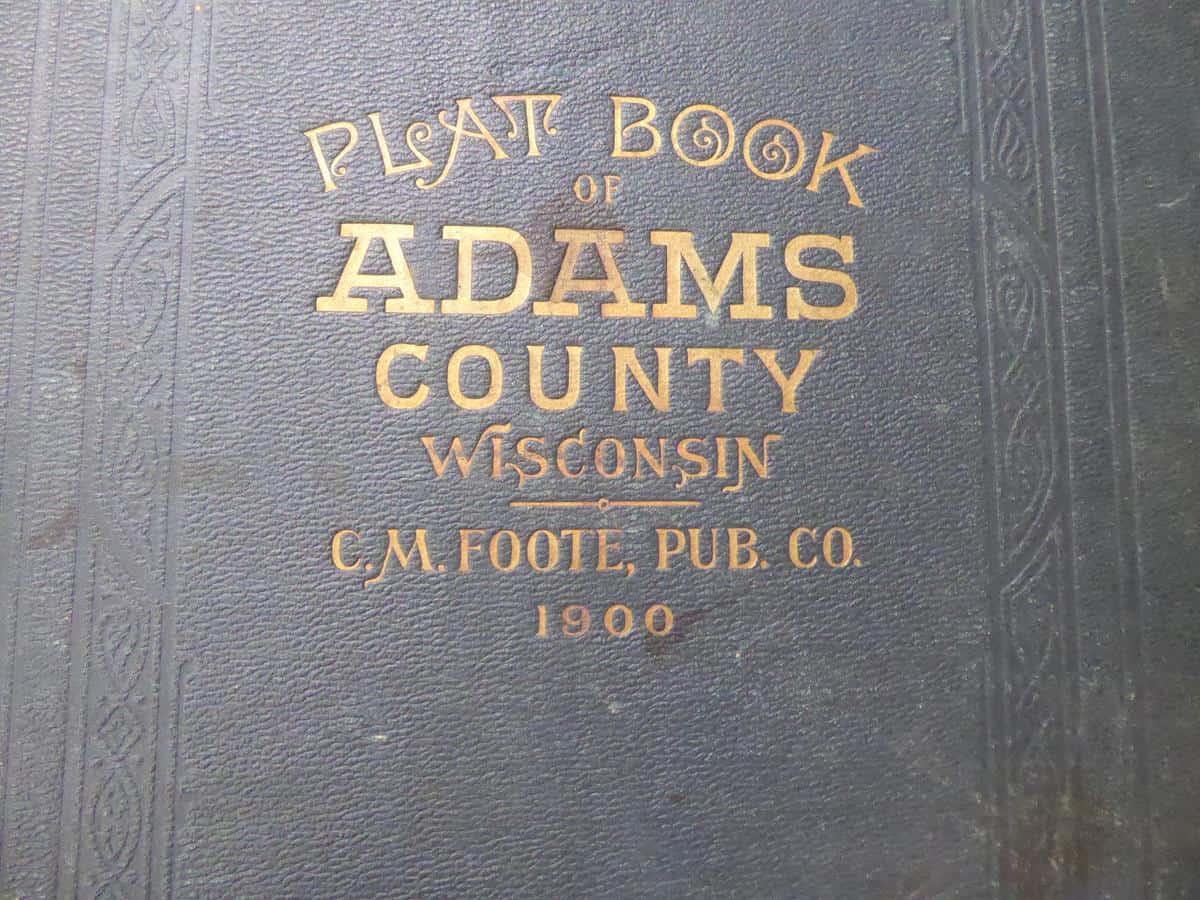 PLAT BOOK
OF
ADAMS
COUNTY
WISCONSIN
C.M. FOOTE, PUB. CO.
1900